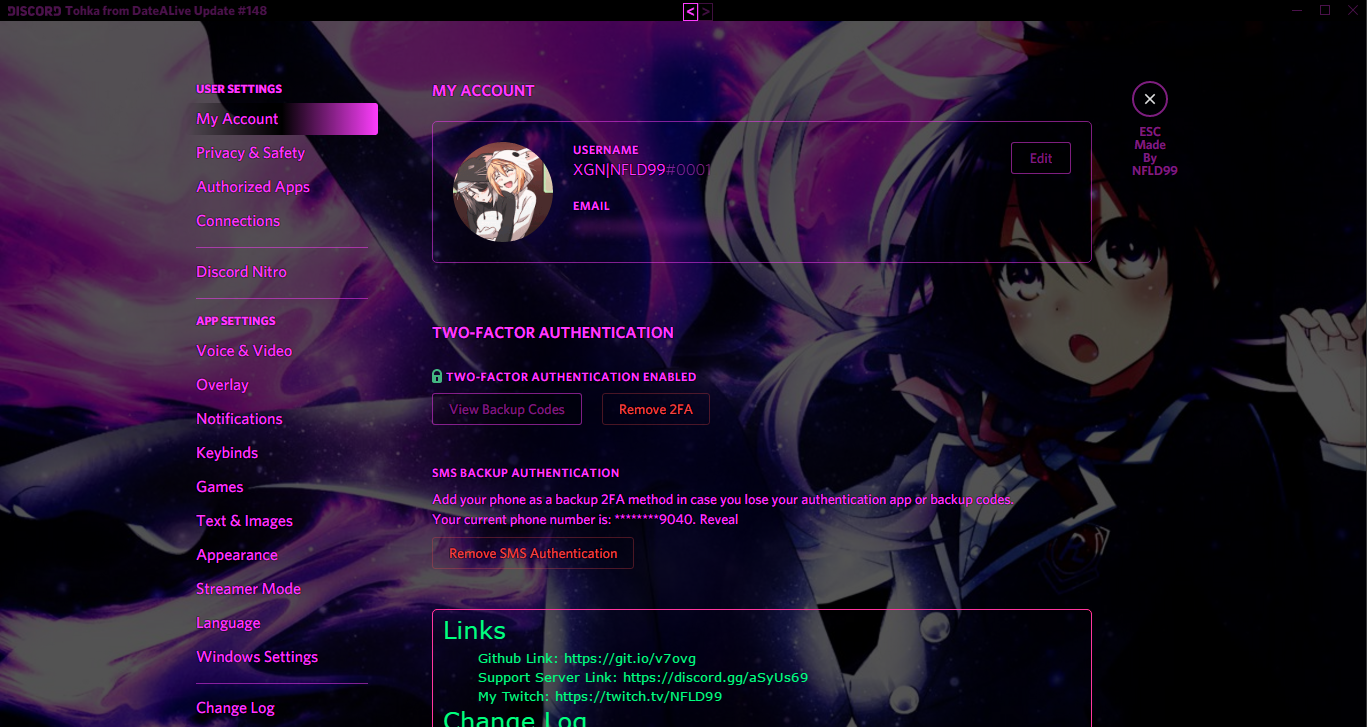 DISCORD Tohka from DateALive Update #148
< >
USER SETTINGS
My Account
Privacy & Safety
Authorized Apps
Connections
Discord Nitro
APP SETTINGS
Voice & Video
Overlay
Notifications
Keybinds
Games
Text & Images
Appearance
Streamer Mode
Language
Windows Settings
Change Log
MY ACCOUNT
USERNAME
XGN|NFLD99#0001
Edit
EMAIL
TWO-FACTOR AUTHENTICATION
TWO-FACTOR AUTHENTICATION ENABLED
View Backup Codes
Remove 2FA
SMS BACKUP AUTHENTICATION
Add your phone as a backup 2FA method in case you lose your authentication app or backup codes.
Your current phone number is: ********9040. Reveal
Remove SMS Authentication
Links
Github Link: https://git.io/v7ovg
Support Server Link: https://discord.gg/aSyUs69
My Twitch: https://twitch.tv/NFLD99
Change Log
ESC
Made
By
NFLD99